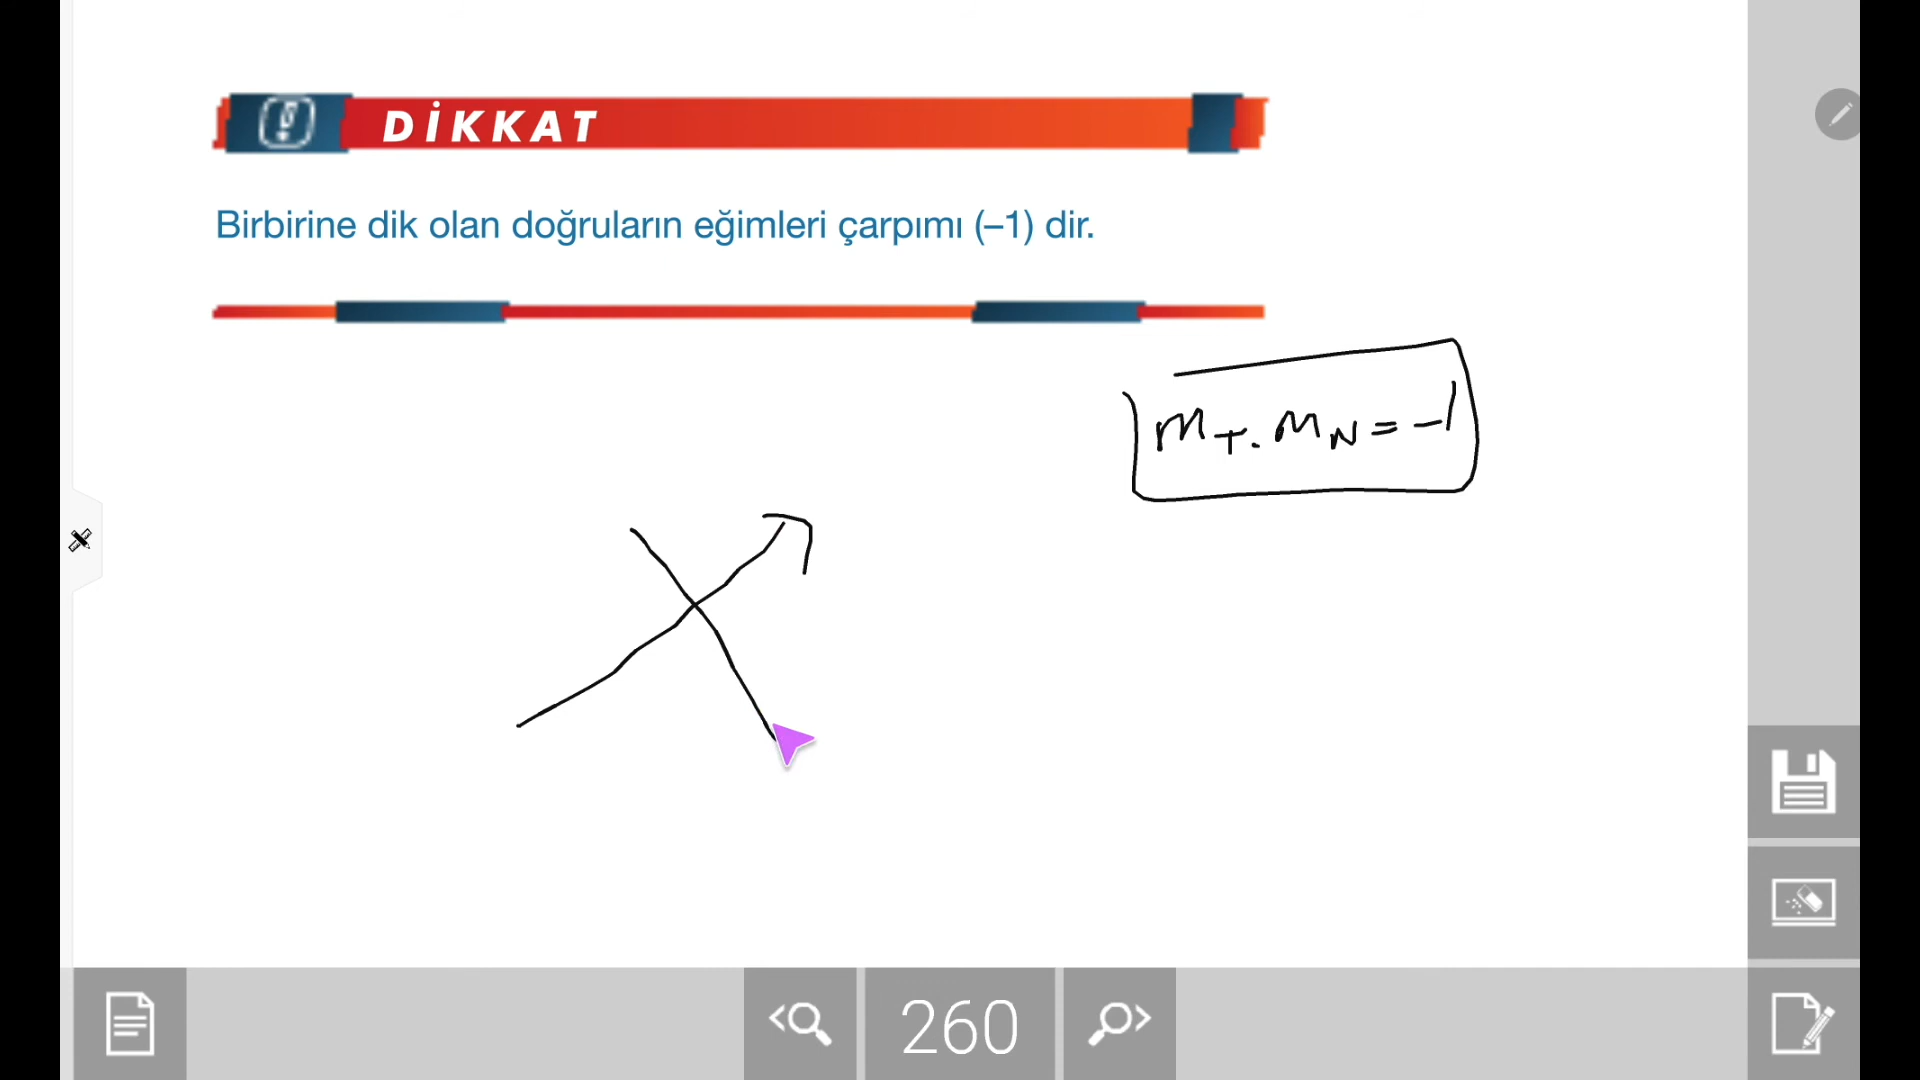 DİKKAT
Birbirine dik olan doğruların eğimleri çarpımı (–1) dir.
m_T . m_N = -1
260